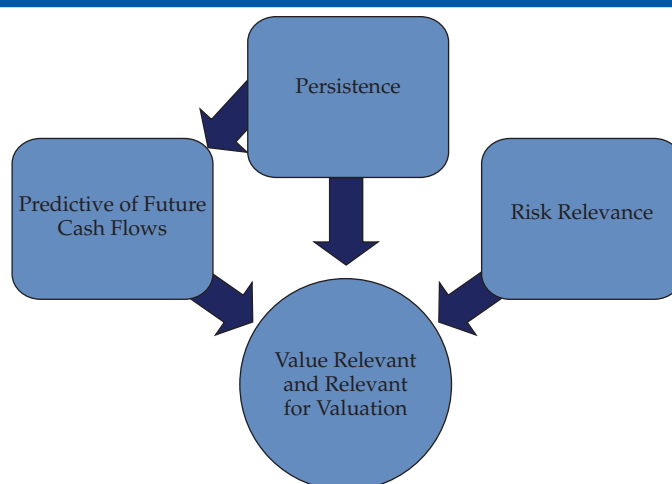 Persistence
Predictive of Future
Cash Flows
Risk Relevance
Value Relevant
and Relevant
for Valuation